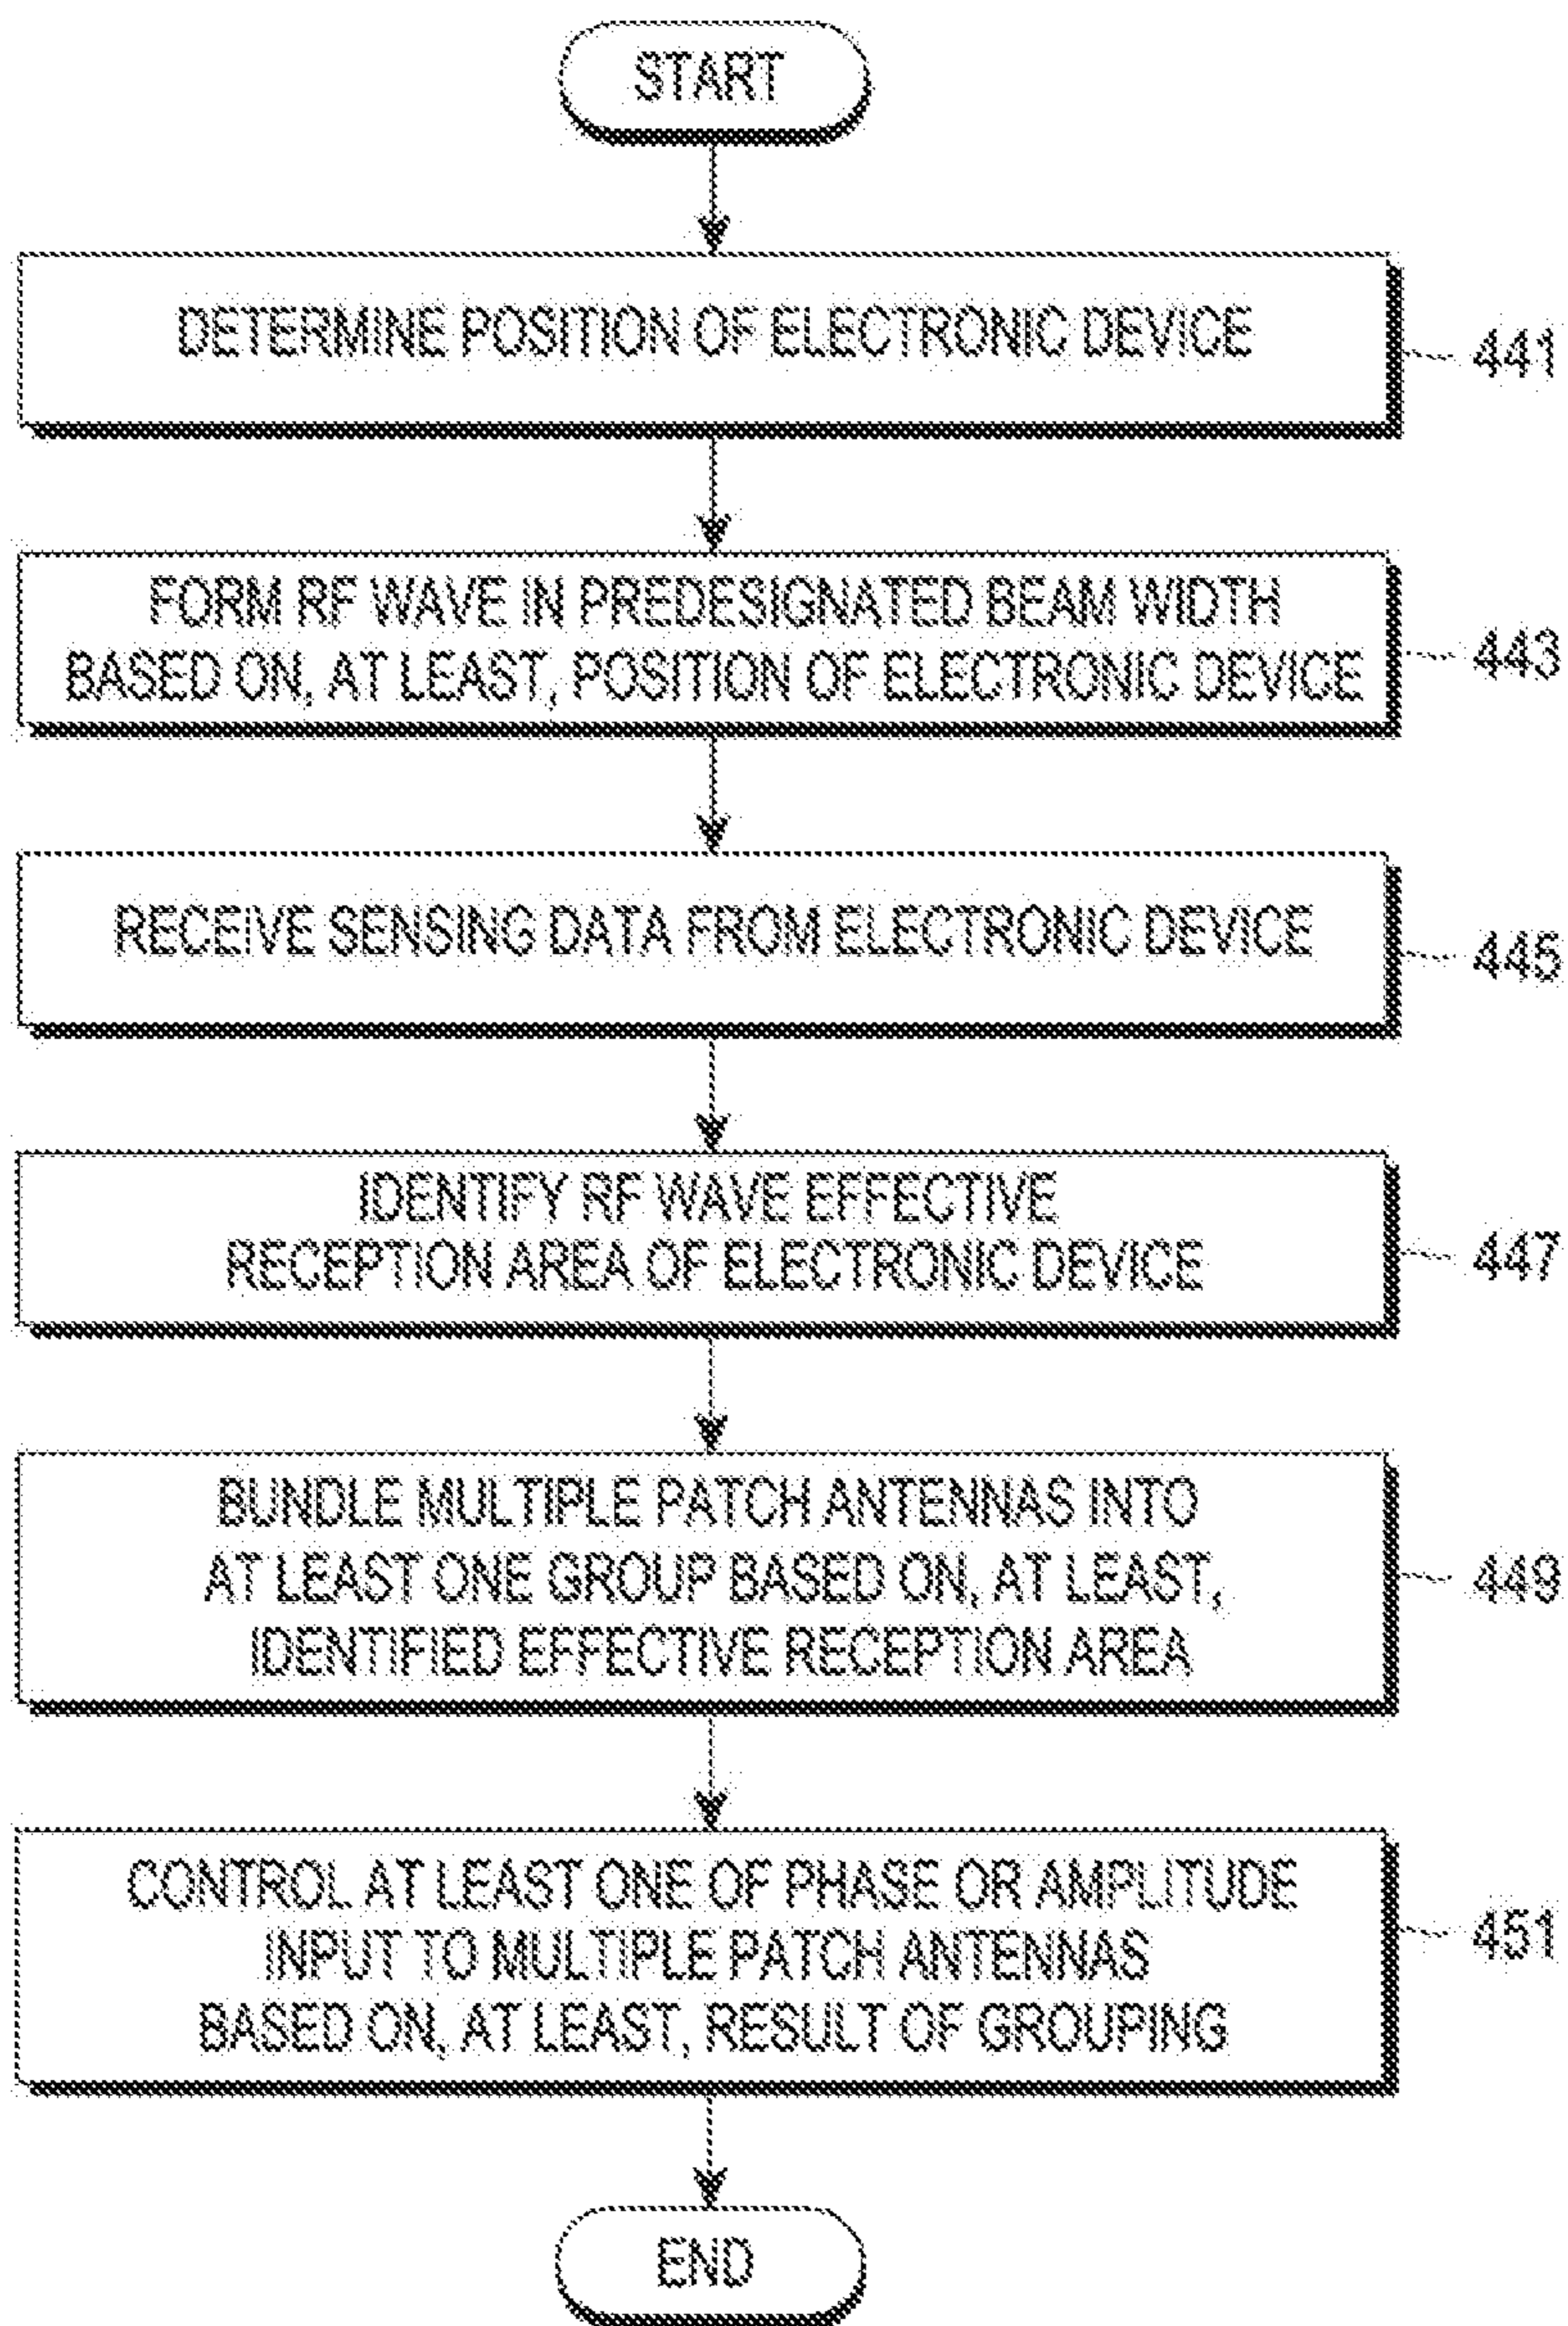 START
DETERMINE POSITION OF ELECTRONIC DEVICE
441
FORM RF WAVE IN PREDESIGNATED BEAM WIDTH
BASED ON, AT LEAST, POSITION OF ELECTRONIC DEVICE
443
RECEIVE SENSING DATA FROM ELECTRONIC DEVICE
445
IDENTIFY RF WAVE EFFECTIVE
RECEPTION AREA OF ELECTRONIC DEVICE
447
BUNDLE MULTIPLE PATCH ANTENNAS INTO
AT LEAST ONE GROUP BASED ON, AT LEAST,
IDENTIFIED EFFECTIVE RECEPTION AREA
449
CONTROL AT LEAST ONE OF PHASE OR AMPLITUDE
INPUT TO MULTIPLE PATCH ANTENNAS
BASED ON, AT LEAST, RESULT OF GROUPING
451
END